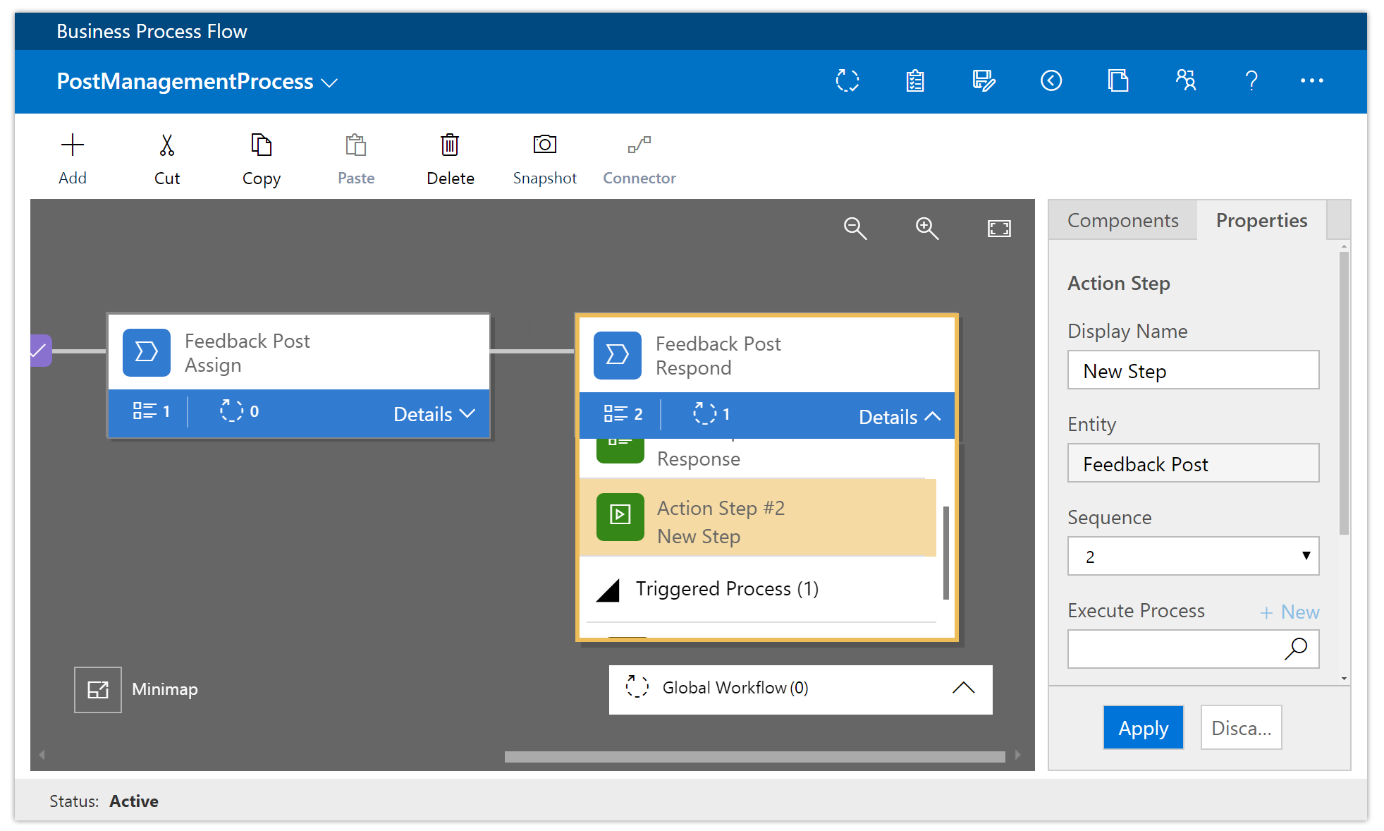 Business Process Flow
PostManagementProcess
Add
Cut
Copy
Paste
Delete
Snapshot
Connector
Components
Properties
Feedback Post
Assign
1
0
Details
Feedback Post
Respond
2
1
Details
Response
Action Step #2
New Step
Triggered Process (1)
Minimap
Global Workflow (0)
Action Step
Display Name
New Step
Entity
Feedback Post
Sequence
2
Execute Process
+ New
Apply
Disca...
Status: Active